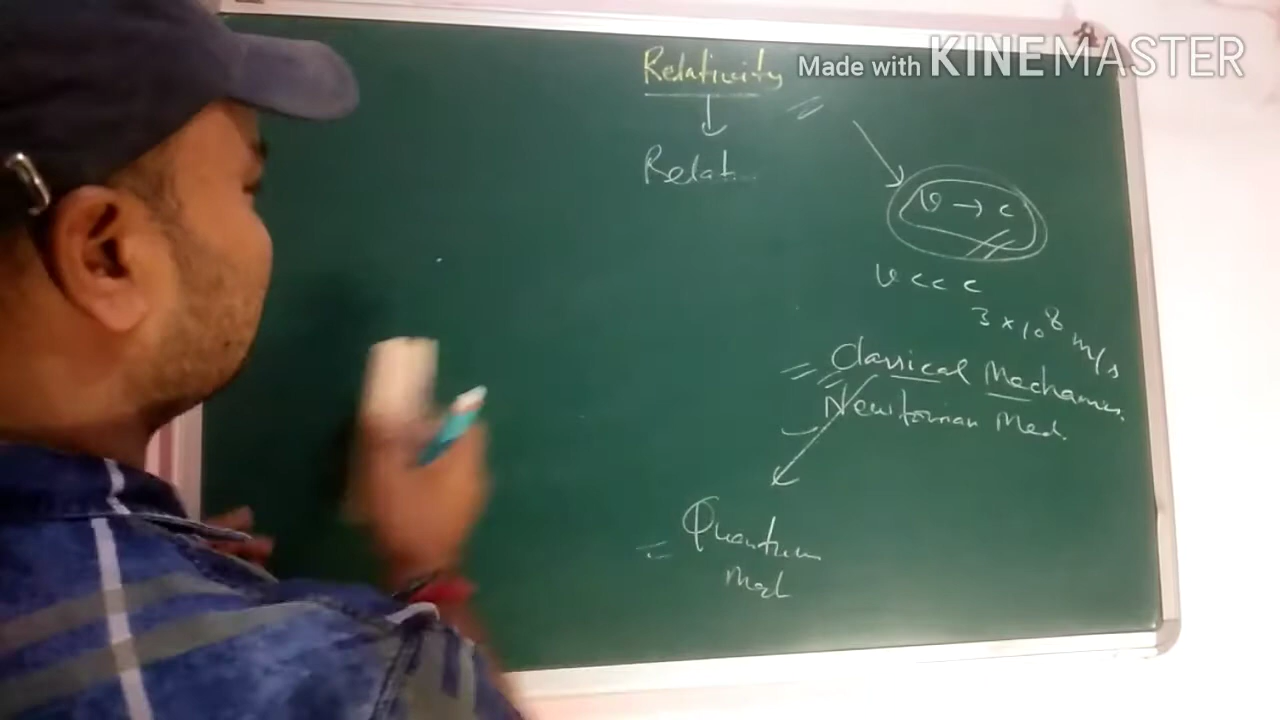 Relativity
Made with KINEMASTER
Relat
v → c
v << c
3 × 10⁸ m/s
Classical Mechanics.
Newtonian Mech.
Quantum
Mech